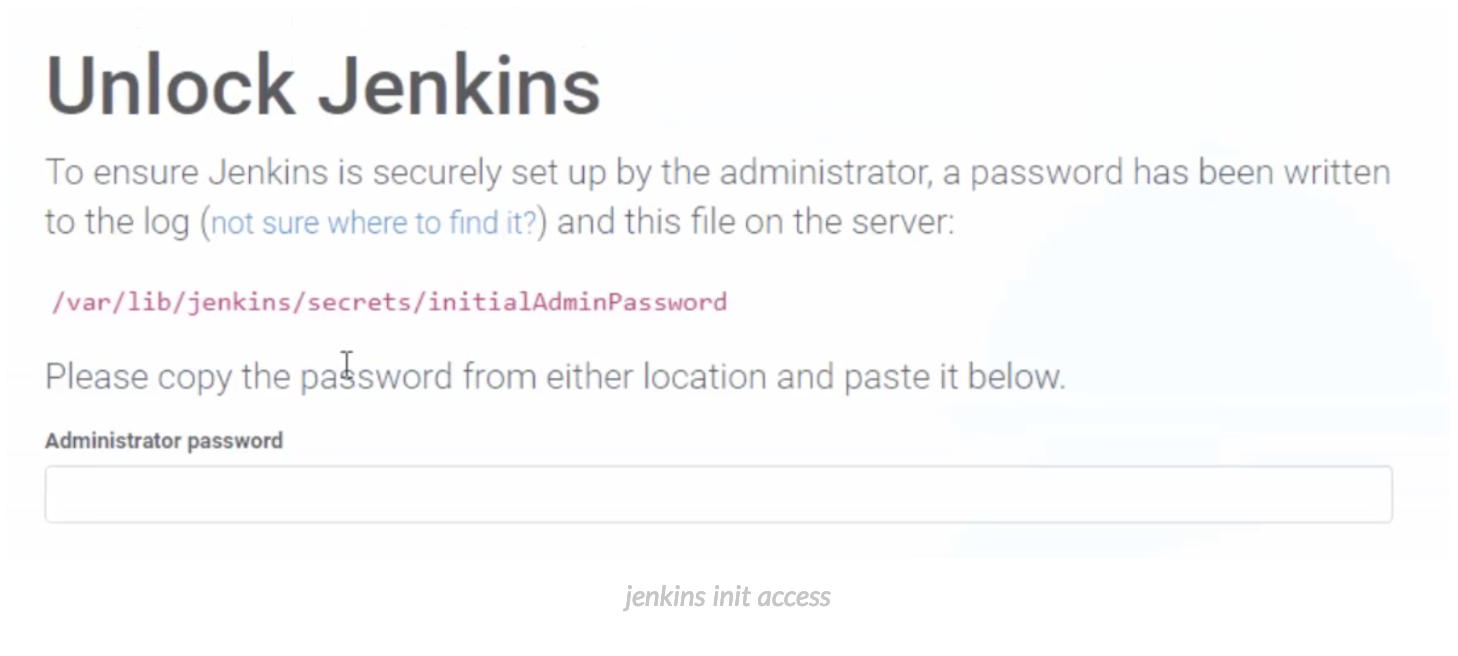 Unlock Jenkins
To ensure Jenkins is securely set up by the administrator, a password has been written
to the log (not sure where to find it?) and this file on the server:
/var/lib/jenkins/secrets/initialAdminPassword
Please copy the password from either location and paste it below.
Administrator password
jenkins init access